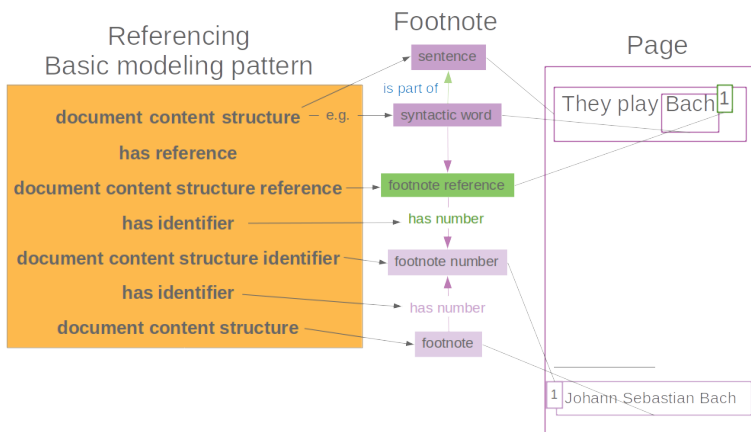 Referencing
Basic modeling pattern
document content structure
e.g.
has reference
document content structure reference
has identifier
document content structure identifier
has identifier
document content structure
Footnote
sentence
is part of
syntactic word
footnote reference
has number
footnote number
has number
footnote
Page
They play Bach 1
1 Johann Sebastian Bach